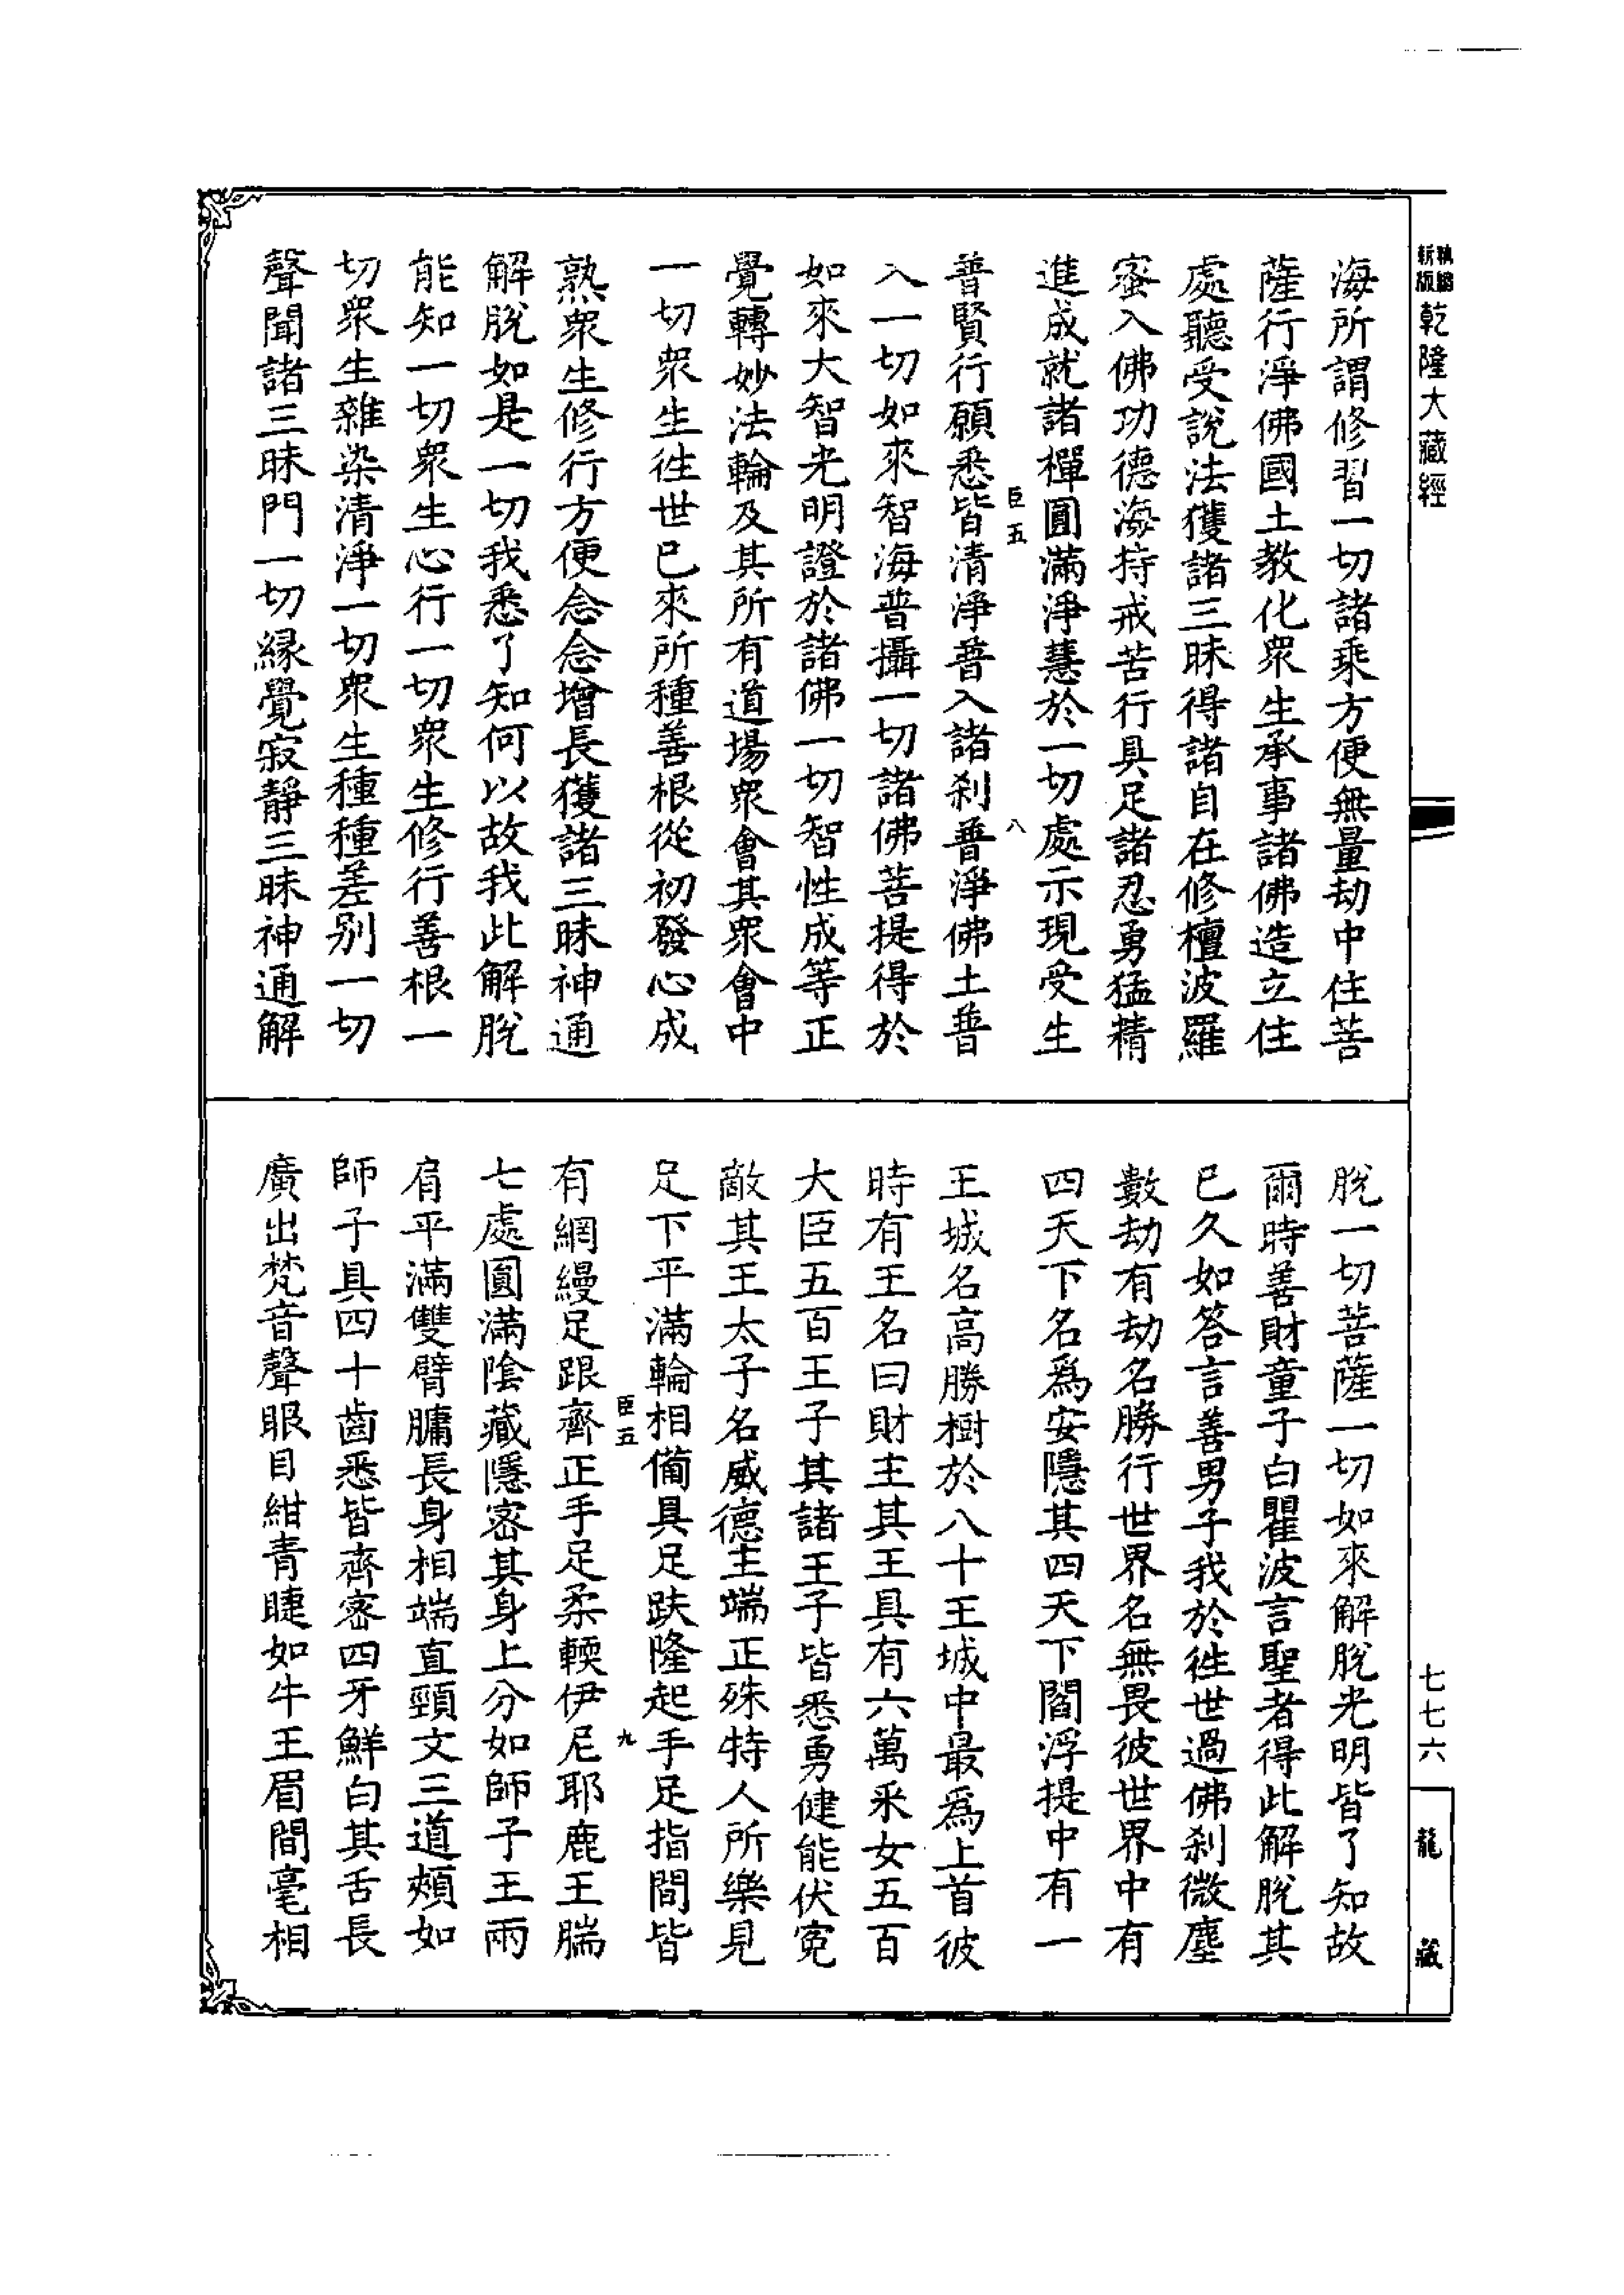 新版
乾隆大藏經
海所謂修習一切諸乘方便無量劫中住菩
薩行淨佛國土教化衆生承事諸佛造立住
處聽受說法獲諸三昧得諸自在修檀波羅
蜜入佛功德海持戒苦行具足諸忍勇猛精
進成就諸禪圓滿淨慧於一切處示現受生
臣五
八
普賢行願悉皆清淨普入諸刹普淨佛土普
入一切如來智海普攝一切諸佛菩提得於
如來大智光明證於諸佛一切智性成等正
覺轉妙法輪及其所有道場衆會其衆會中
一切衆生徃世已來所種善根從初發心成
熟衆生修行方便念念增長獲諸三昧神通
解脫如是一切我悉了知何以故我此解脫
能知一切衆生心行一切衆生修行善根一
切衆生雜染清淨一切衆生種種差别一切
聲聞諸三昧門一切緣覺寂靜三昧神通解
脫一切菩薩一切如來解脫光明皆了知故
爾時善財童子白瞿波言聖者得此解脫其
已久如答言善男子我於徃世過佛刹微塵
數劫有劫名勝行世界名無畏彼世界中有
四天下名爲安隱其四天下閻浮提中有一
王城名高勝樹於八十王城中最爲上首彼
時有王名曰財主其王具有六萬釆女五百
大臣五百王子其諸王子皆悉勇健能伏寃
敵其王太子名威德主端正殊特人所樂見
足下平滿輪相備具足趺隆起手足指間皆
臣五
九
有網縵足跟齊正手足柔輭伊尼耶鹿王腨
七處圓滿陰藏隱密其身上分如師子王兩
肩平滿雙臂𦟛長身相端直頸文三道頰如
師子具四十齒悉皆齊密四牙鮮白其舌長
廣出梵音聲眼目紺青睫如牛王眉間毫相
七七六
龍藏